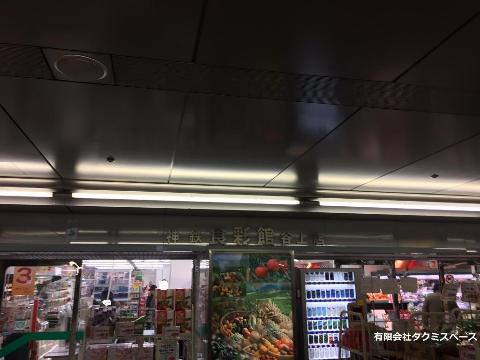 神鉄食彩館谷上店
3
有限会社タクミスペース